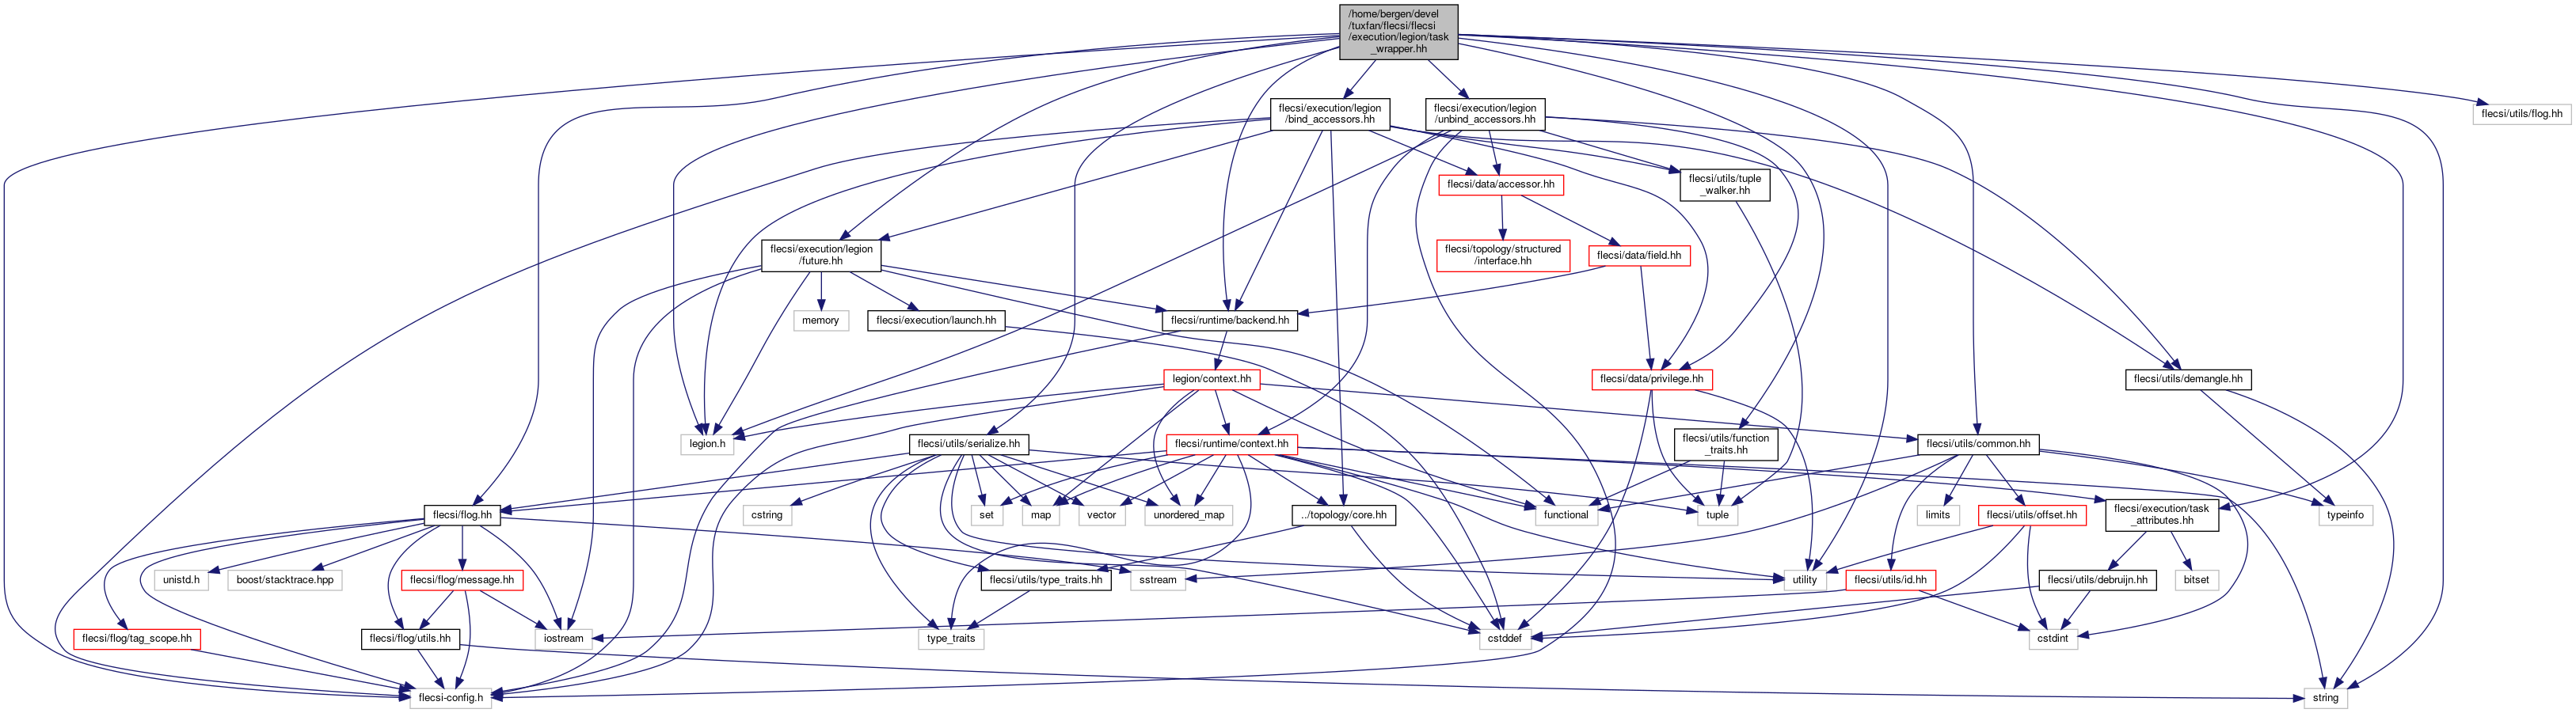 /home/bergen/devel
/tuxfan/flecsi/flecsi
/execution/legion/task
_wrapper.hh
flecsi/execution/legion
/bind_accessors.hh
flecsi/execution/legion
/unbind_accessors.hh
flecsi/utils/flog.hh
flecsi/data/accessor.hh
flecsi/utils/tuple
_walker.hh
flecsi/execution/legion
/future.hh
flecsi/topology/structured
/interface.hh
flecsi/data/field.hh
memory
flecsi/execution/launch.hh
flecsi/runtime/backend.hh
legion/context.hh
flecsi/data/privilege.hh
flecsi/utils/demangle.hh
legion.h
flecsi/utils/serialize.hh
flecsi/runtime/context.hh
flecsi/utils/function
_traits.hh
flecsi/utils/common.hh
flecsi/flog.hh
cstring
set
map
vector
unordered_map
../topology/core.hh
functional
tuple
limits
flecsi/utils/offset.hh
flecsi/execution/task
_attributes.hh
typeinfo
unistd.h
boost/stacktrace.hpp
flecsi/flog/message.hh
flecsi/utils/type_traits.hh
sstream
utility
flecsi/utils/id.hh
flecsi/utils/debruijn.hh
bitset
flecsi/flog/tag_scope.hh
flecsi/flog/utils.hh
iostream
type_traits
cstddef
cstdint
flecsi-config.h
string